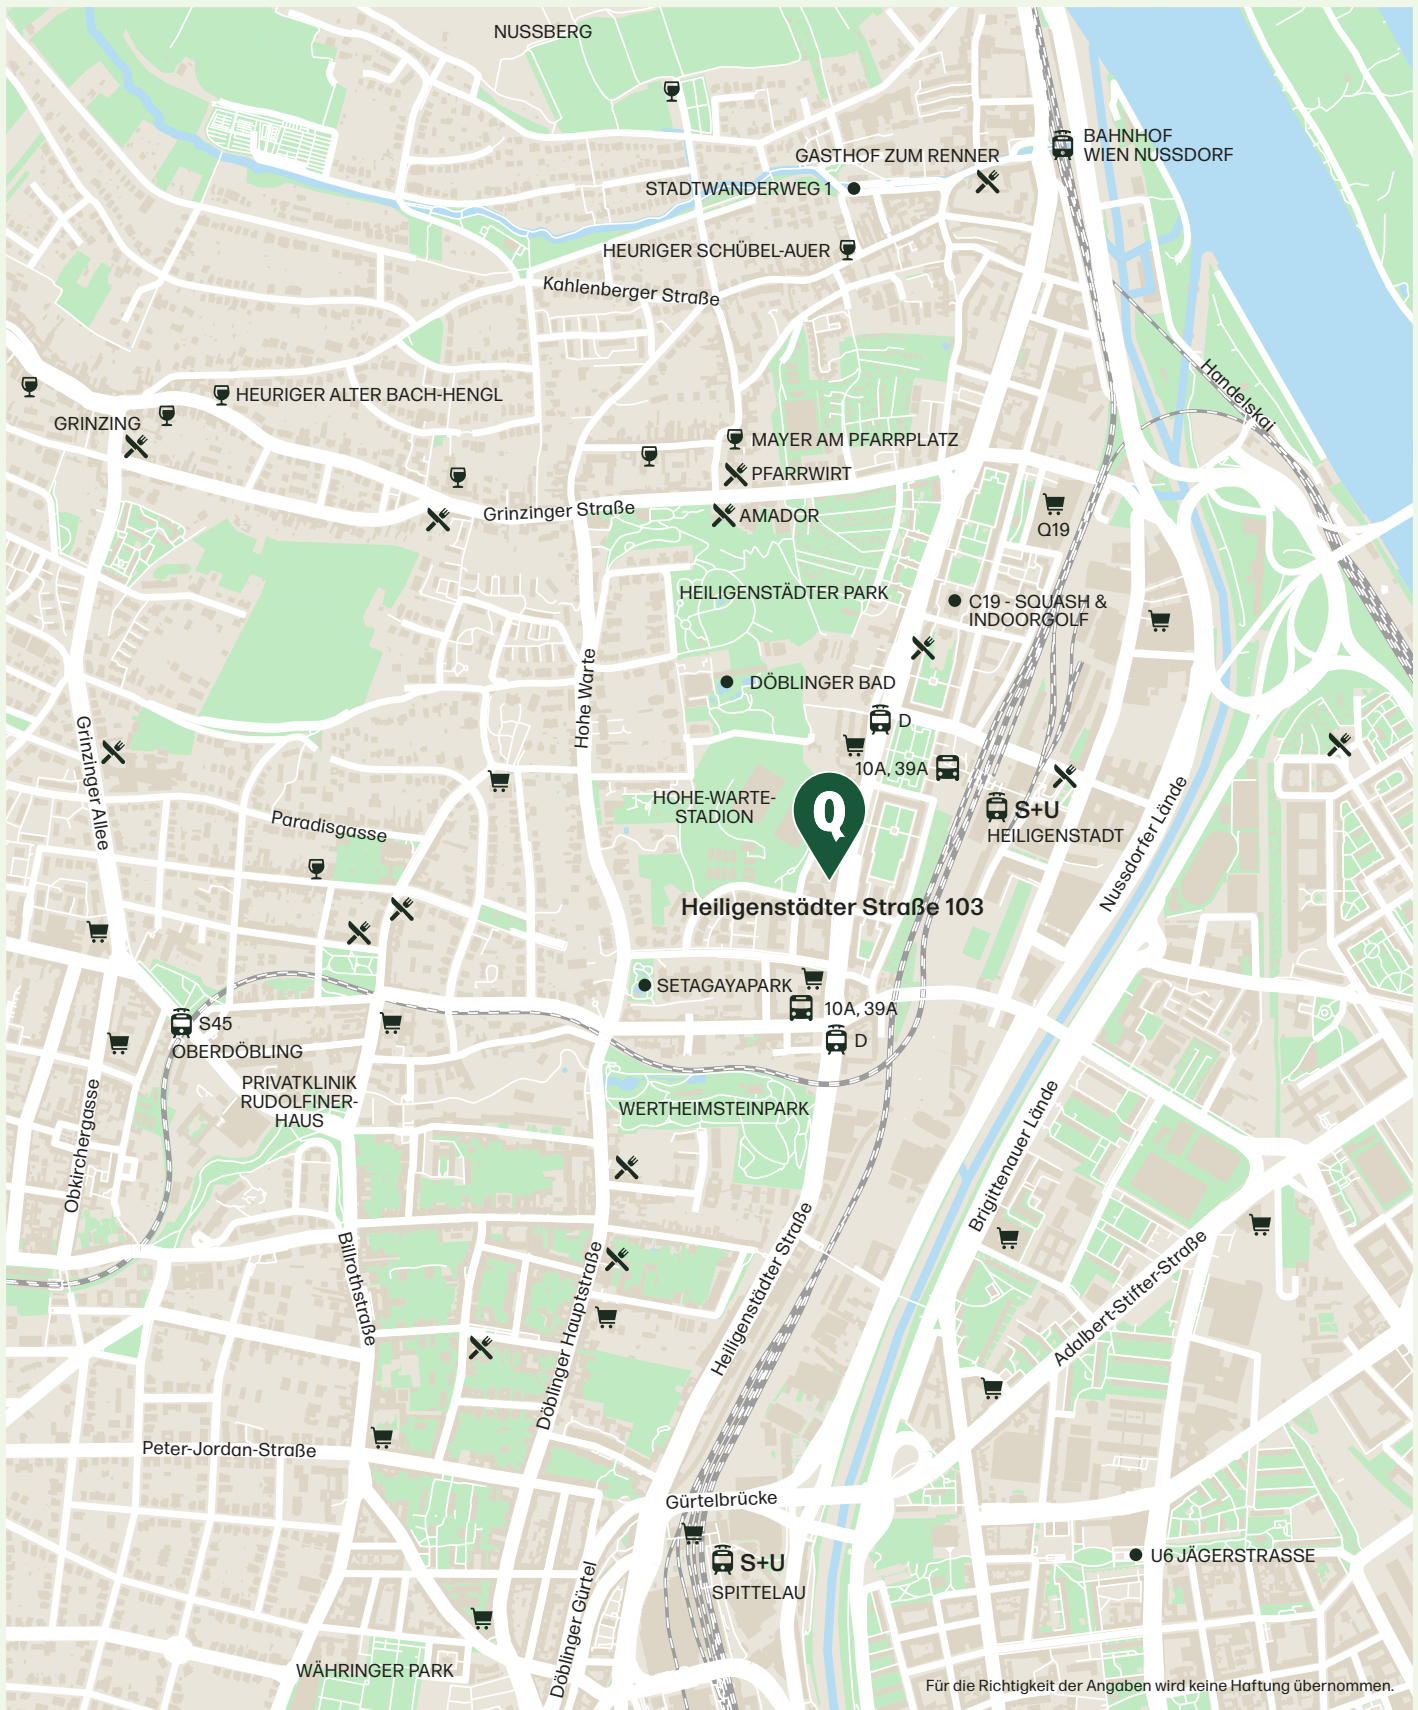 NUSSBERG
BAHNHOF
WIEN NUSSDORF
GASTHOF ZUM RENNER
STADTWANDERWEG 1
HEURIGER SCHÜBEL-AUER
Kahlenberger Straße
Handelskai
HEURIGER ALTER BACH-HENGL
GRINZING
MAYER AM PFARRPLATZ
PFARRWIRT
Grinzinger Straße
AMADOR
Q19
HEILIGENSTÄDTER PARK
C19 - SQUASH &
INDOORGOLF
Hohe Warte
DÖBLINGER BAD
D
Grinzinger Allee
10A, 39A
HOHE-WARTE-
STADION
Q
S+U
HEILIGENSTADT
Paradisgasse
Nussdorfer Lände
Heiligenstädter Straße 103
SETAGAYAPARK
10A, 39A
D
S45
OBERDÖBLING
PRIVATKLINIK
RUDOLFINER-
HAUS
WERTHEIMSTEINPARK
Obkirchergasse
Brigittenauer Lände
Billrothstraße
Döblinger Hauptstraße
Heiligenstädter Straße
Adalbert-Stifter-Straße
Peter-Jordan-Straße
Gürtelbrücke
S+U
SPITTELAU
U6 JÄGERSTRASSE
Döblinger Gürtel
WÄHRINGER PARK
Für die Richtigkeit der Angaben wird keine Haftung übernommen.